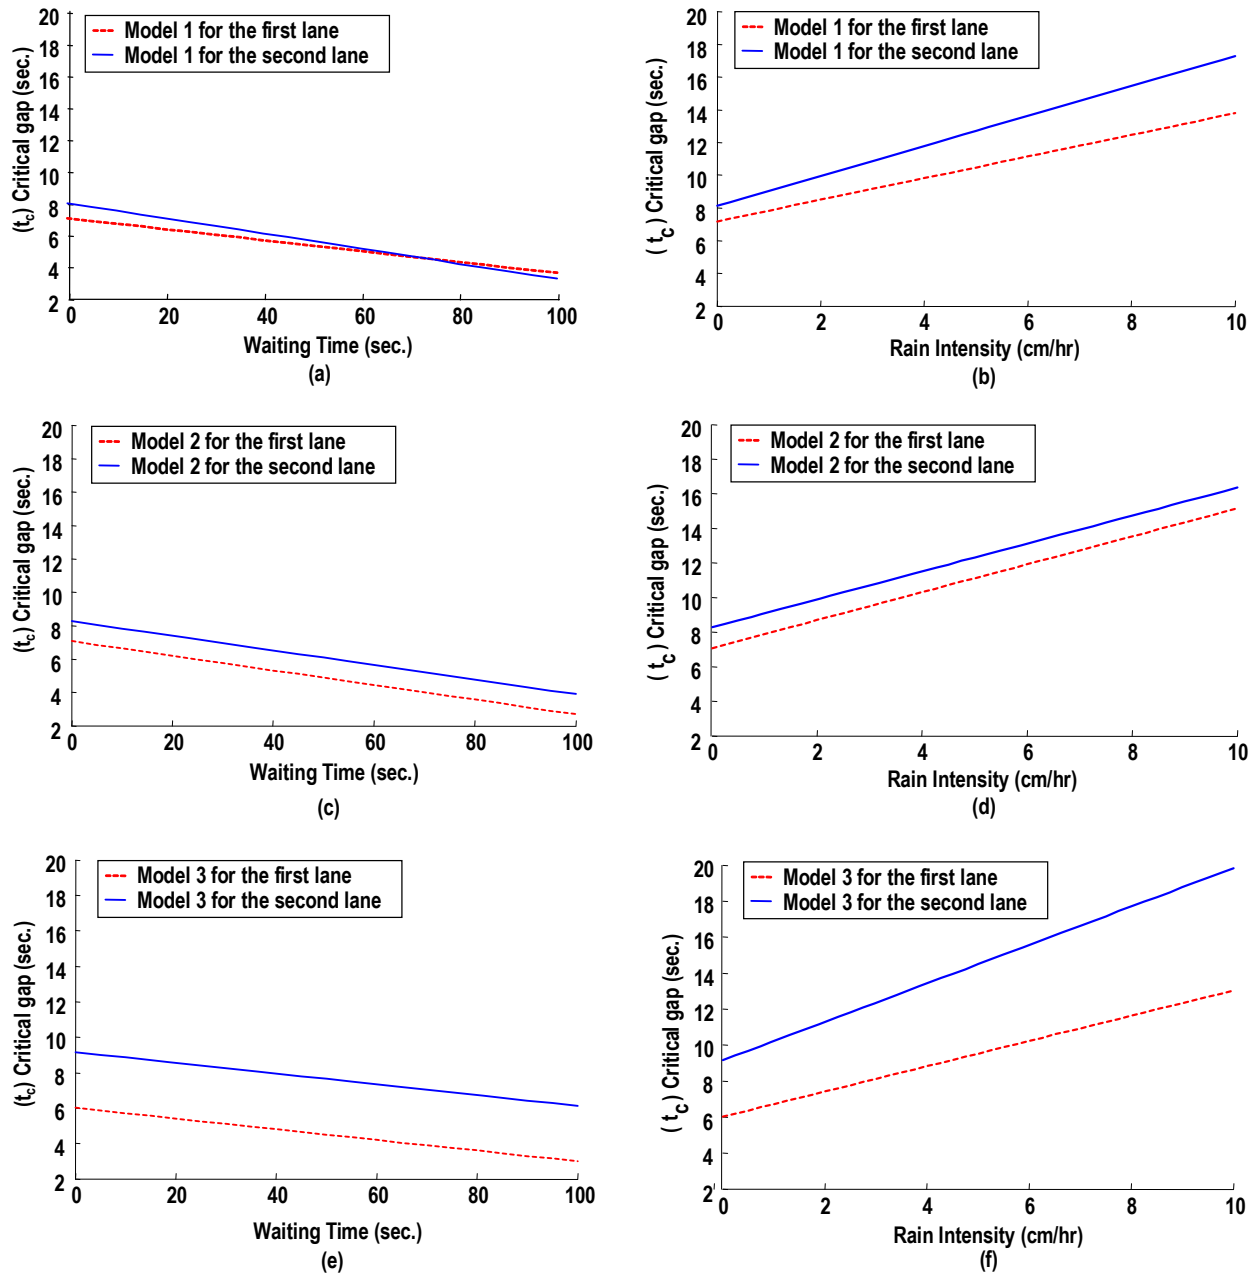 20
18
16
14
12
10
8
6
4
2
(tc) Critical gap (sec.)
Model 1 for the first lane
Model 1 for the second lane
0 20 40 60 80 100
Waiting Time (sec.)
(a)
20
18
16
14
12
10
8
6
4
2
( tc ) Critical gap (sec.)
Model 1 for the first lane
Model 1 for the second lane
0 2 4 6 8 10
Rain Intensity (cm/hr)
(b)
20
18
16
14
12
10
8
6
4
2
(tc) Critical gap (sec.)
Model 2 for the first lane
Model 2 for the second lane
0 20 40 60 80 100
Waiting Time (sec.)
(c)
20
18
16
14
12
10
8
6
4
2
( tc ) Critical gap (sec.)
Model 2 for the first lane
Model 2 for the second lane
0 2 4 6 8 10
Rain Intensity (cm/hr)
(d)
20
18
16
14
12
10
8
6
4
2
(tc) Critical gap (sec.)
Model 3 for the first lane
Model 3 for the second lane
0 20 40 60 80 100
Waiting Time (sec.)
(e)
20
18
16
14
12
10
8
6
4
2
( tc ) Critical gap (sec.)
Model 3 for the first lane
Model 3 for the second lane
0 2 4 6 8 10
Rain Intensity (cm/hr)
(f)